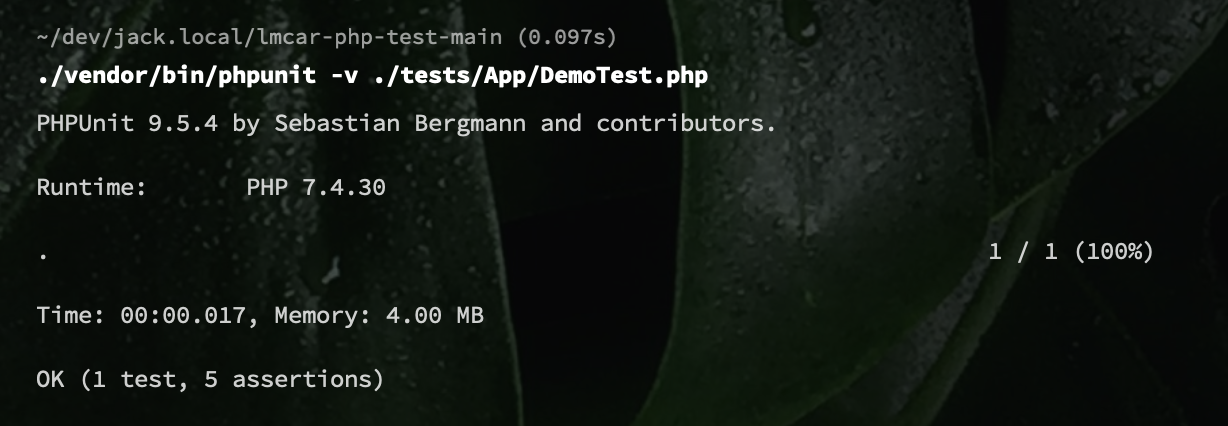 ~/dev/jack.local/lmcar-php-test-main (0.097s)
./vendor/bin/phpunit -v ./tests/App/DemoTest.php
PHPUnit 9.5.4 by Sebastian Bergmann and contributors.
Runtime:       PHP 7.4.30
.                                                                   1 / 1 (100%)
Time: 00:00.017, Memory: 4.00 MB
OK (1 test, 5 assertions)